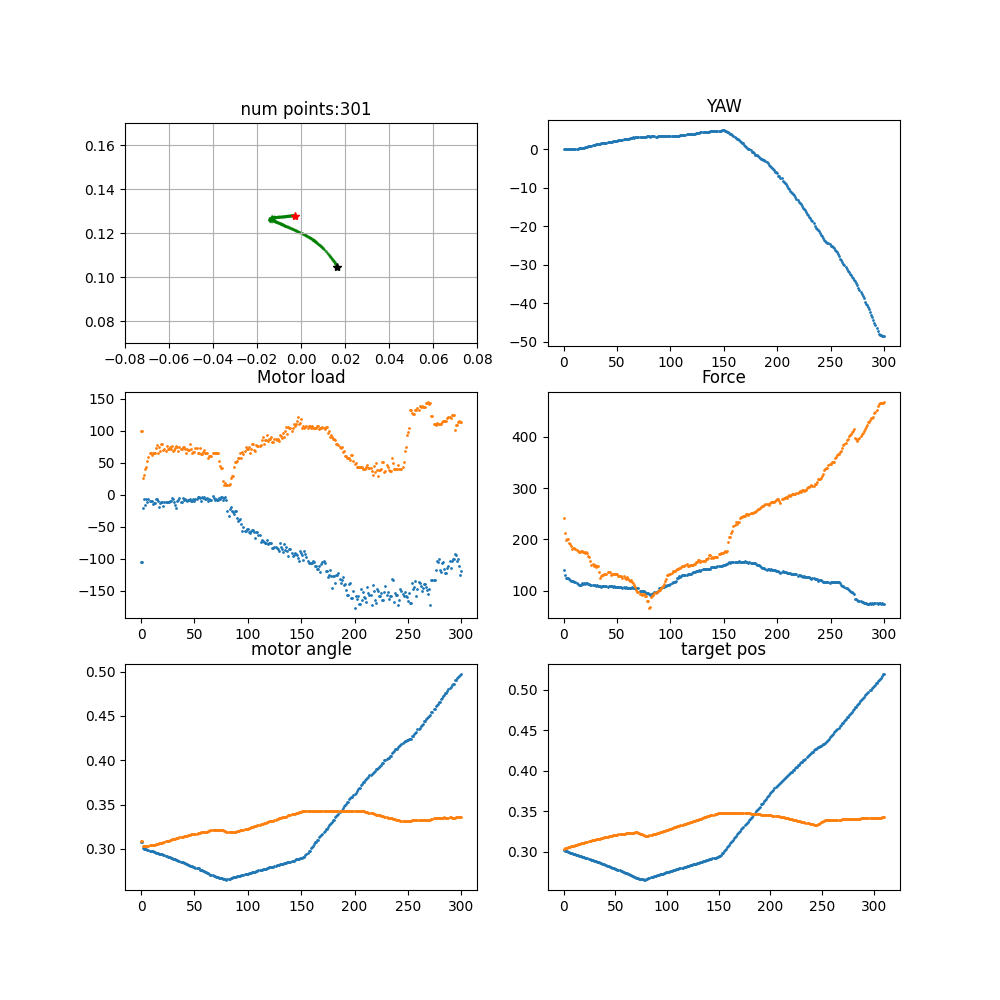 num points:301
YAW
0.16
0.14
0.12
0.10
0.08
−0.08 −0.06 −0.04 −0.02 0.00 0.02 0.04 0.06 0.08
0
−10
−20
−30
−40
−50
0 50 100 150 200 250 300
Motor load
Force
150
100
50
0
−50
−100
−150
0 50 100 150 200 250 300
400
300
200
100
0 50 100 150 200 250 300
motor angle
target pos
0.50
0.45
0.40
0.35
0.30
0 50 100 150 200 250 300
0.50
0.45
0.40
0.35
0.30
0 50 100 150 200 250 300